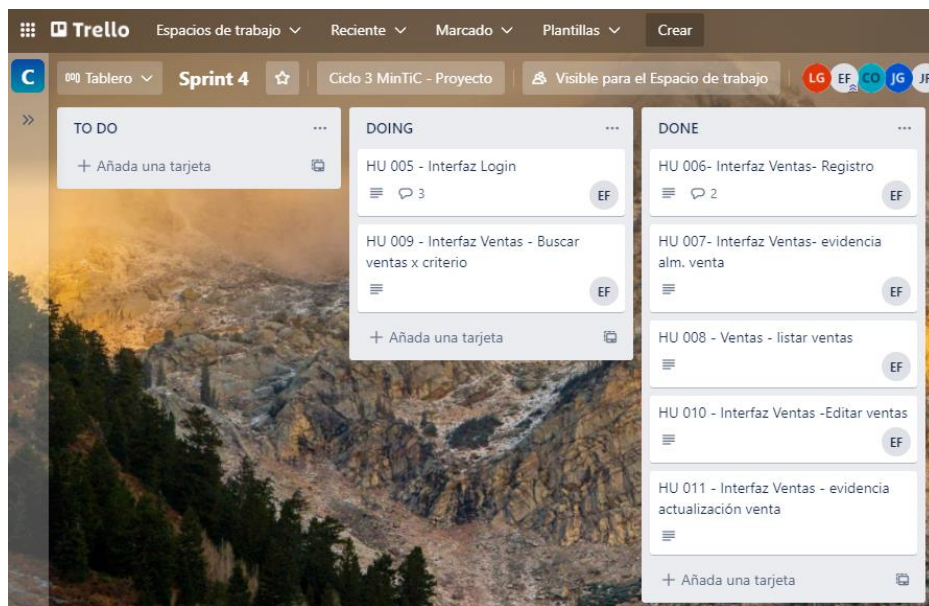 Trello Espacios de trabajo Reciente Marcado Plantillas Crear
C Tablero Sprint 4 Ciclo 3 MinTiC - Proyecto Visible para el Espacio de trabajo LG EF CO JG JF
TO DO
Añada una tarjeta
DOING
HU 005 - Interfaz Login
3 EF
HU 009 - Interfaz Ventas - Buscar
ventas x criterio
EF
Añada una tarjeta
DONE
HU 006- Interfaz Ventas- Registro
2 EF
HU 007- Interfaz Ventas- evidencia
alm. venta
EF
HU 008 - Ventas - listar ventas
EF
HU 010 - Interfaz Ventas -Editar ventas
EF
HU 011 - Interfaz Ventas - evidencia
actualización venta
Añada una tarjeta